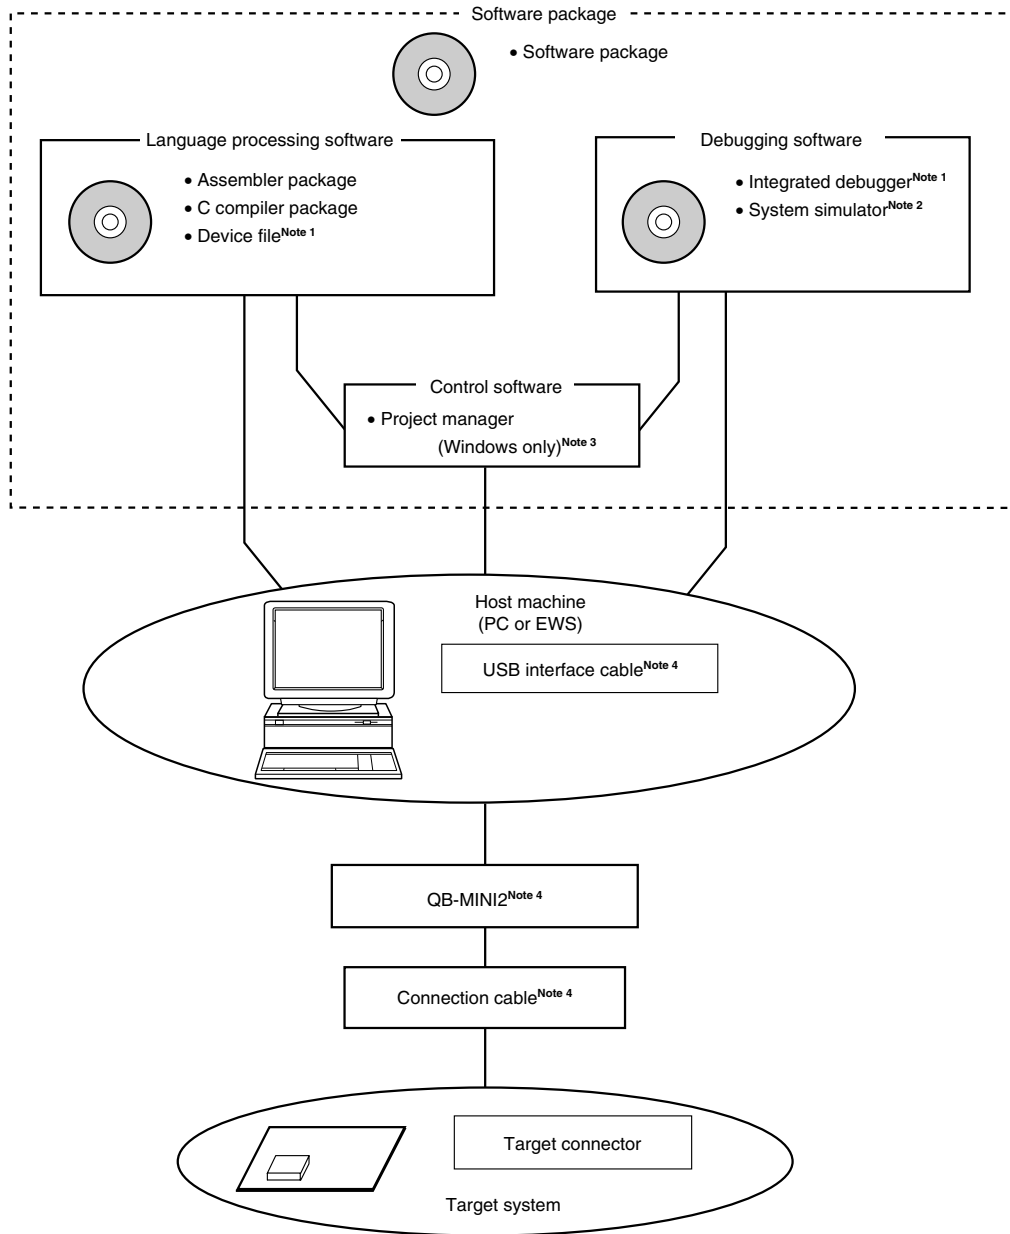 Software package
• Software package
Language processing software
• Assembler package
• C compiler package
• Device fileNote 1
Debugging software
• Integrated debuggerNote 1
• System simulatorNote 2
Control software
• Project manager
(Windows only)Note 3
Host machine
(PC or EWS)
USB interface cableNote 4
QB-MINI2Note 4
Connection cableNote 4
Target connector
Target system